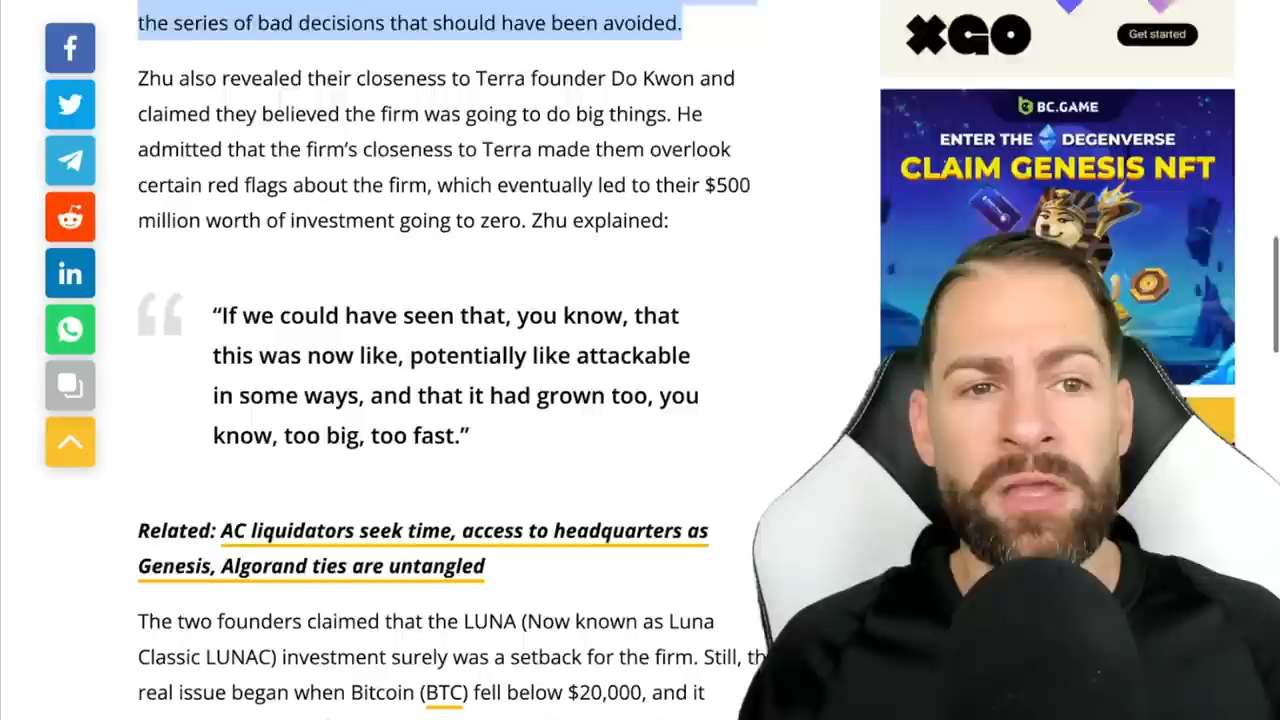 the series of bad decisions that should have been avoided.
Zhu also revealed their closeness to Terra founder Do Kwon and
claimed they believed the firm was going to do big things. He
admitted that the firm’s closeness to Terra made them overlook
certain red flags about the firm, which eventually led to their $500
million worth of investment going to zero. Zhu explained:
“If we could have seen that, you know, that
this was now like, potentially like attackable
in some ways, and that it had grown too, you
know, too big, too fast.”
Related: AC liquidators seek time, access to headquarters as
Genesis, Algorand ties are untangled
The two founders claimed that the LUNA (Now known as Luna
Classic LUNAC) investment surely was a setback for the firm. Still, th
real issue began when Bitcoin (BTC) fell below $20,000, and it
XGO
Get started
BC.GAME
ENTER THE DEGENVERSE
CLAIM GENESIS NFT